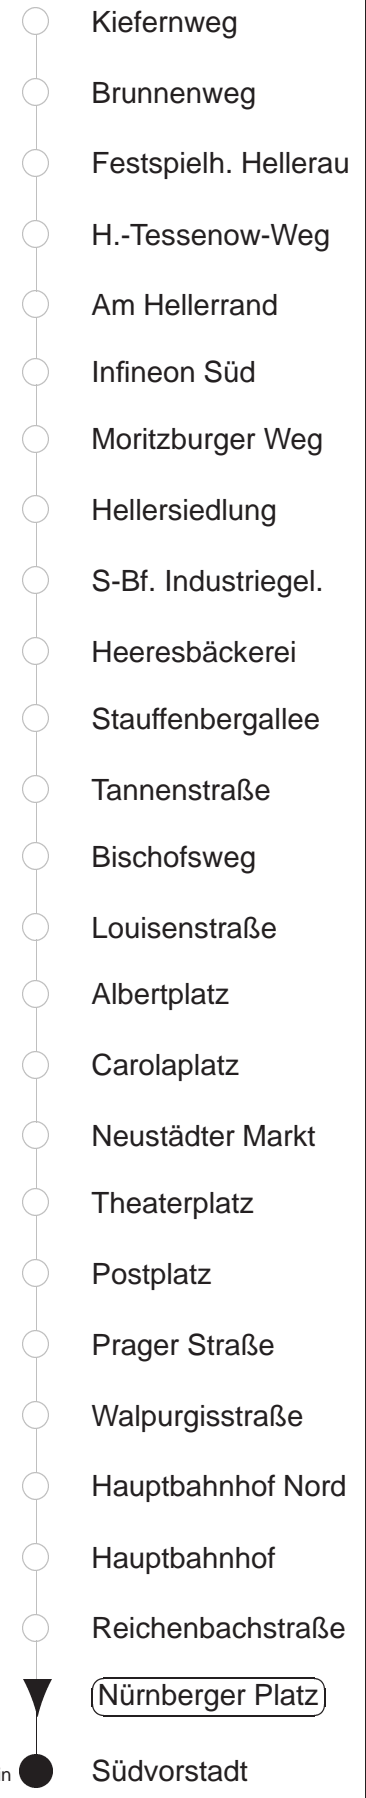 Kiefernweg
Brunnenweg
Festspielh. Hellerau
H.-Tessenow-Weg
Am Hellerrand
Infineon Süd
Moritzburger Weg
Hellersiedlung
S-Bf. Industriegel.
Heeresbäckerei
Stauffenbergallee
Tannenstraße
Bischofsweg
Louisenstraße
Albertplatz
Carolaplatz
Neustädter Markt
Theaterplatz
Postplatz
Prager Straße
Walpurgisstraße
Hauptbahnhof Nord
Hauptbahnhof
Reichenbachstraße
Nürnberger Platz
Südvorstadt